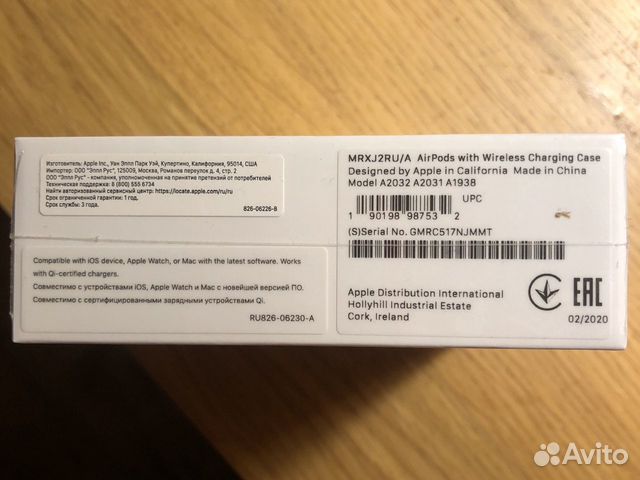 Изготовитель: Apple Inc., Уан Эппл Парк Уэй, Купертино, Калифорния, 95014, США
Импортер: ООО "Эппл Рус", 125009, Москва, Романов переулок д. 4, стр. 2
ООО "Эппл Рус" - компания, уполномоченная на принятие претензий от потребителей
Техническая поддержка: 8 (800) 555 6734
Найти авторизованный сервисный центр: https://locate.apple.com/ru/ru
Срок ограниченной гарантии: 1 год.
Срок службы: 3 года.
826-06226-B
Compatible with iOS device, Apple Watch, or Mac with the latest software. Works
with Qi-certified chargers.
Совместимо с устройствами iOS, Apple Watch и Mac с новейшей версией ПО.
Совместимо с сертифицированными зарядными устройствами Qi.
RU826-06230-A
MRXJ2RU/A AirPods with Wireless Charging Case
Designed by Apple in California Made in China
Model A2032 A2031 A1938
UPC
1 90198 98753 2
(S)Serial No. GMRC517NJMMT
Apple Distribution International
Hollyhill Industrial Estate
Cork, Ireland
EAC
02/2020
Avito